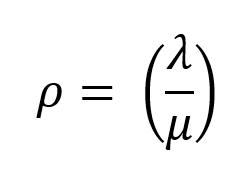 ρ = (λ/μ)